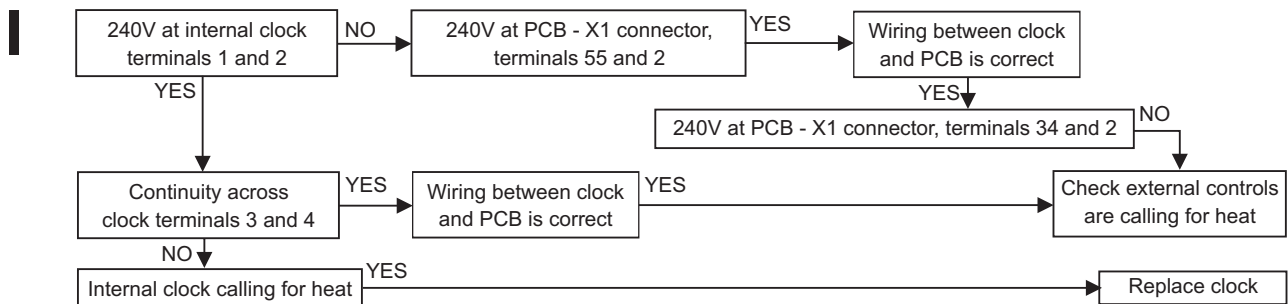 240V at internal clock
terminals 1 and 2
NO
240V at PCB - X1 connector,
terminals 55 and 2
YES
Wiring between clock
and PCB is correct
YES
YES
240V at PCB - X1 connector, terminals 34 and 2
NO
Continuity across
clock terminals 3 and 4
YES
Wiring between clock
and PCB is correct
YES
Check external controls
are calling for heat
NO
Internal clock calling for heat
YES
Replace clock